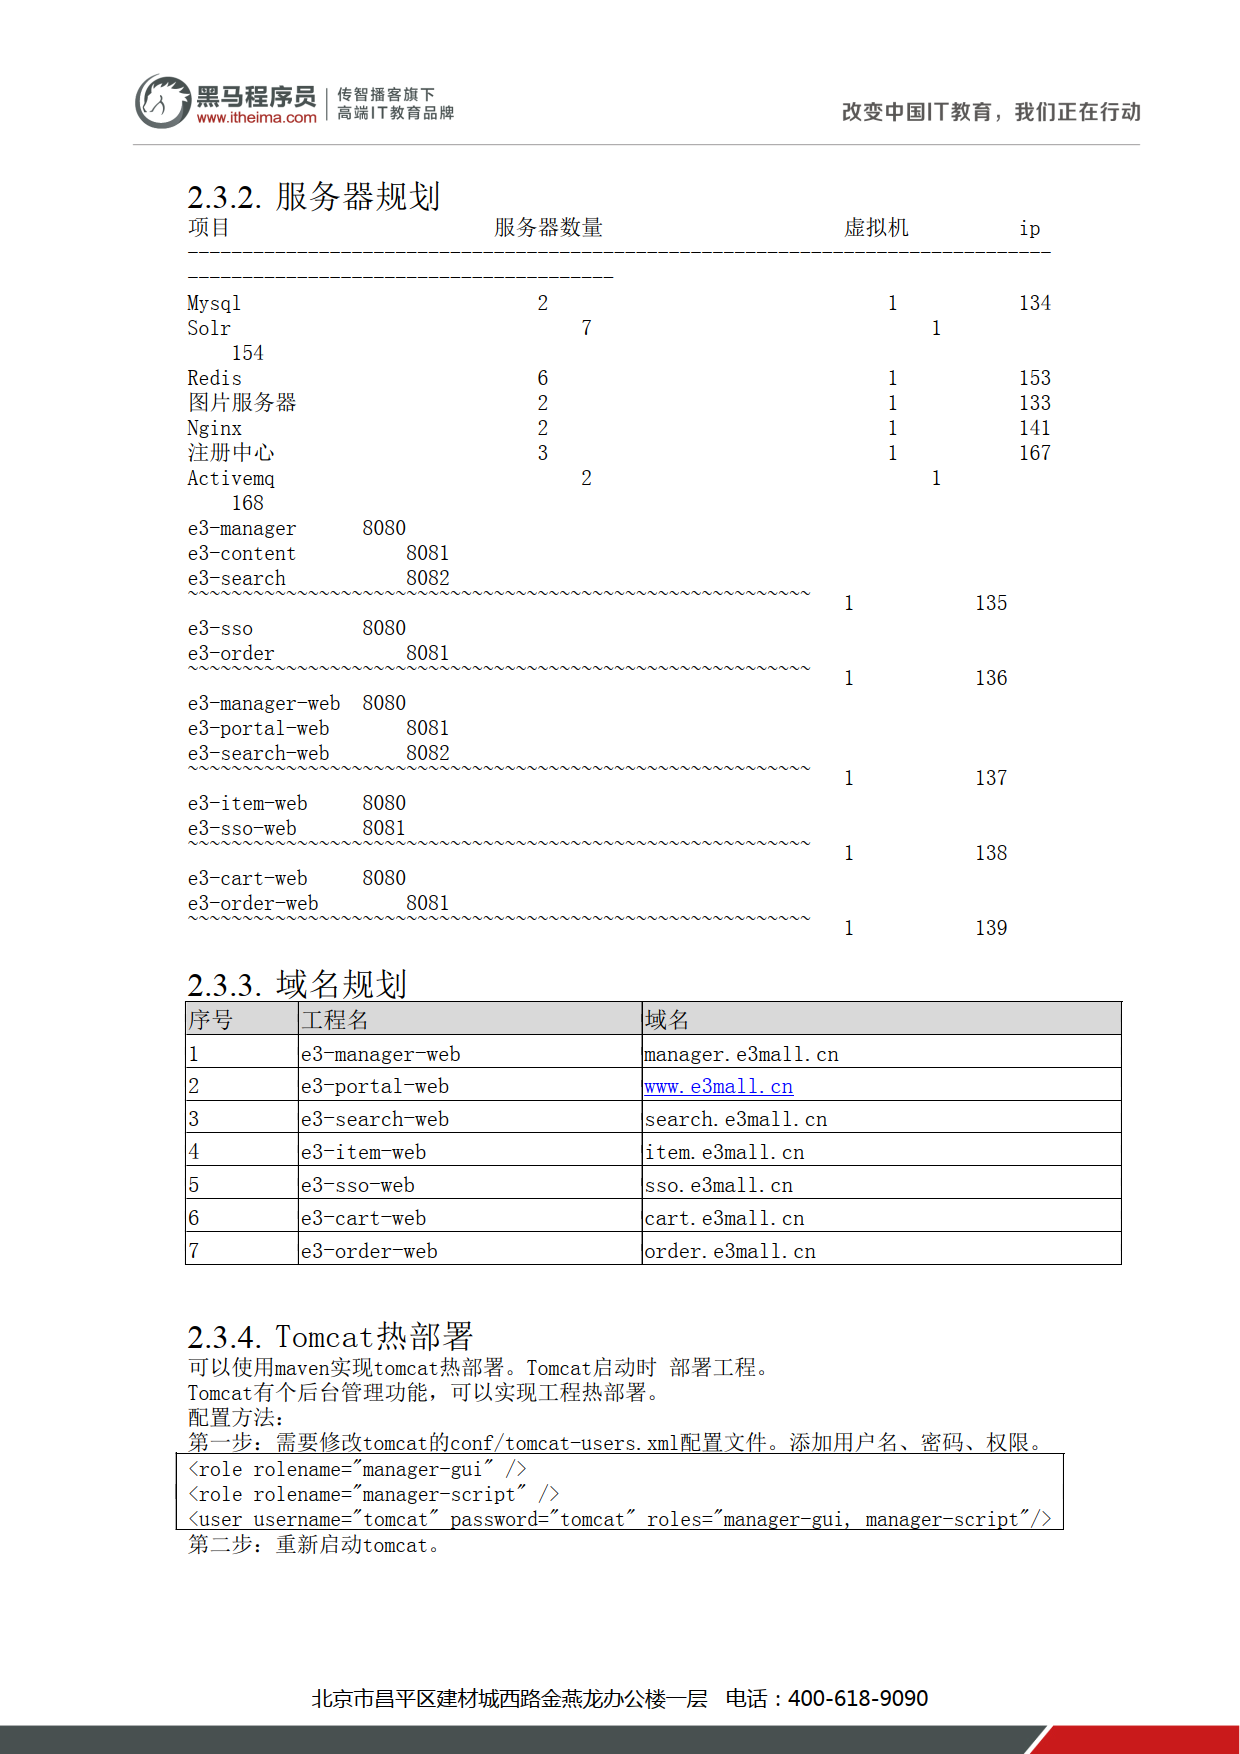 黑马程序员
www.itheima.com
传智播客旗下
高端IT教育品牌
改变中国IT教育，我们正在行动
2.3.2. 服务器规划
项目 服务器数量 虚拟机 ip
-------------------------------------------------------------------------------
---------------------------------------
Mysql 2 1 134
Solr 7 1
154
Redis 6 1 153
图片服务器 2 1 133
Nginx 2 1 141
注册中心 3 1 167
Activemq 2 1
168
e3-manager 8080
e3-content 8081
e3-search 8082
~~~~~~~~~~~~~~~~~~~~~~~~~~~~~~~~~~~~~~~~~~~~~~~~~~~~~~~~~ 1 135
e3-sso 8080
e3-order 8081
~~~~~~~~~~~~~~~~~~~~~~~~~~~~~~~~~~~~~~~~~~~~~~~~~~~~~~~~~ 1 136
e3-manager-web 8080
e3-portal-web 8081
e3-search-web 8082
~~~~~~~~~~~~~~~~~~~~~~~~~~~~~~~~~~~~~~~~~~~~~~~~~~~~~~~~~ 1 137
e3-item-web 8080
e3-sso-web 8081
~~~~~~~~~~~~~~~~~~~~~~~~~~~~~~~~~~~~~~~~~~~~~~~~~~~~~~~~~ 1 138
e3-cart-web 8080
e3-order-web 8081
~~~~~~~~~~~~~~~~~~~~~~~~~~~~~~~~~~~~~~~~~~~~~~~~~~~~~~~~~ 1 139
2.3.3. 域名规划
序号 工程名 域名
1 e3-manager-web manager.e3mall.cn
2 e3-portal-web www.e3mall.cn
3 e3-search-web search.e3mall.cn
4 e3-item-web item.e3mall.cn
5 e3-sso-web sso.e3mall.cn
6 e3-cart-web cart.e3mall.cn
7 e3-order-web order.e3mall.cn
2.3.4. Tomcat热部署
可以使用maven实现tomcat热部署。Tomcat启动时 部署工程。
Tomcat有个后台管理功能，可以实现工程热部署。
配置方法：
第一步：需要修改tomcat的conf/tomcat-users.xml配置文件。添加用户名、密码、权限。
<role rolename="manager-gui" />
<role rolename="manager-script" />
<user username="tomcat" password="tomcat" roles="manager-gui, manager-script"/>
第二步：重新启动tomcat。
北京市昌平区建材城西路金燕龙办公楼一层 电话：400-618-9090